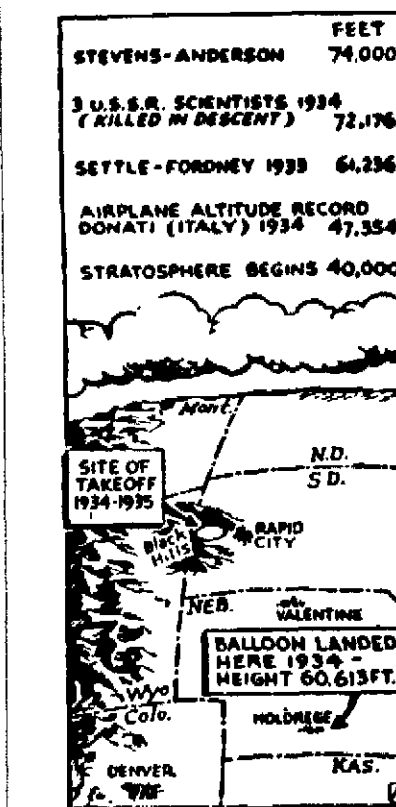 FEET
STEVENS-ANDERSON 74,000
3 U.S.S.R. SCIENTISTS 1934
(KILLED IN DESCENT) 72,176
SETTLE-FORDNEY 1933 61,236
AIRPLANE ALTITUDE RECORD
DONATI (ITALY) 1934 47,354
STRATOSPHERE BEGINS 40,000
Mont.
N.D.
S D.
SITE OF
TAKEOFF
1934-1935
Black
Hills
RAPID
CITY
NEB.
VALENTINE
BALLOON LANDED
HERE 1934 -
HEIGHT 60,613 FT.
Wyo
Colo.
HOLDREGE
KAS.
DENVER